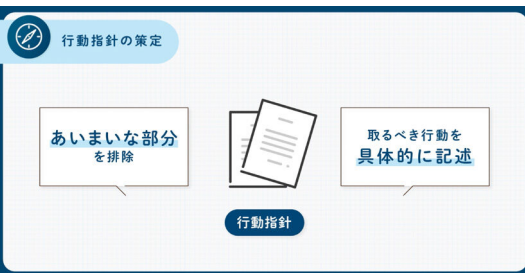 行動指針の策定
あいまいな部分
を排除
取るべき行動を
具体的に記述
行動指針